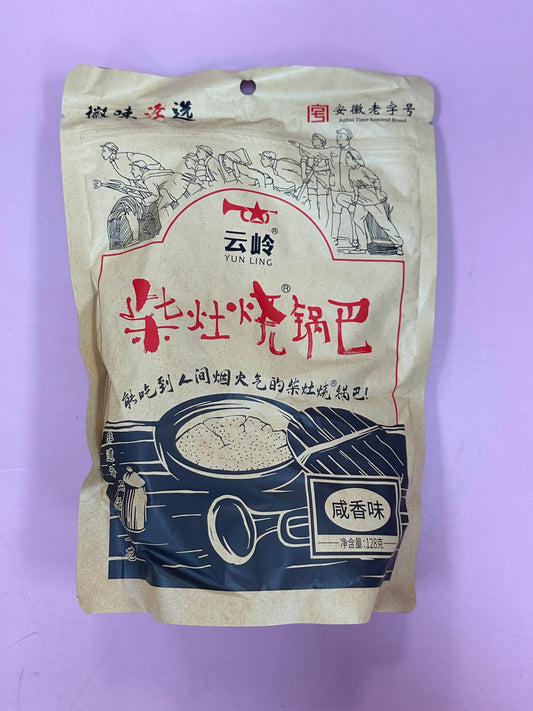 徽味泾选
安徽老字号
Anhui Time-honored Brand
云岭®
YUN LING
柴灶烧锅巴®
能吃到人间烟火气的柴灶烧®锅巴!
咸香味
净含量:128克